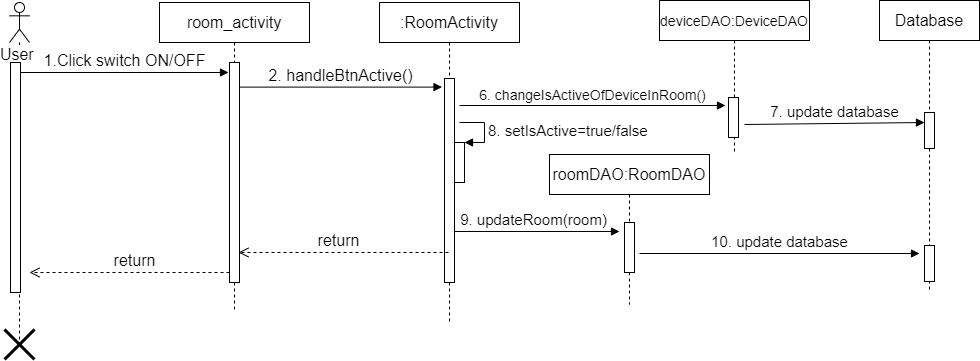 room_activity
:RoomActivity
deviceDAO:DeviceDAO
Database
User
1.Click switch ON/OFF
2. handleBtnActive()
6. changeIsActiveOfDeviceInRoom()
7. update database
8. setIsActive=true/false
roomDAO:RoomDAO
9. updateRoom(room)
return
10. update database
return